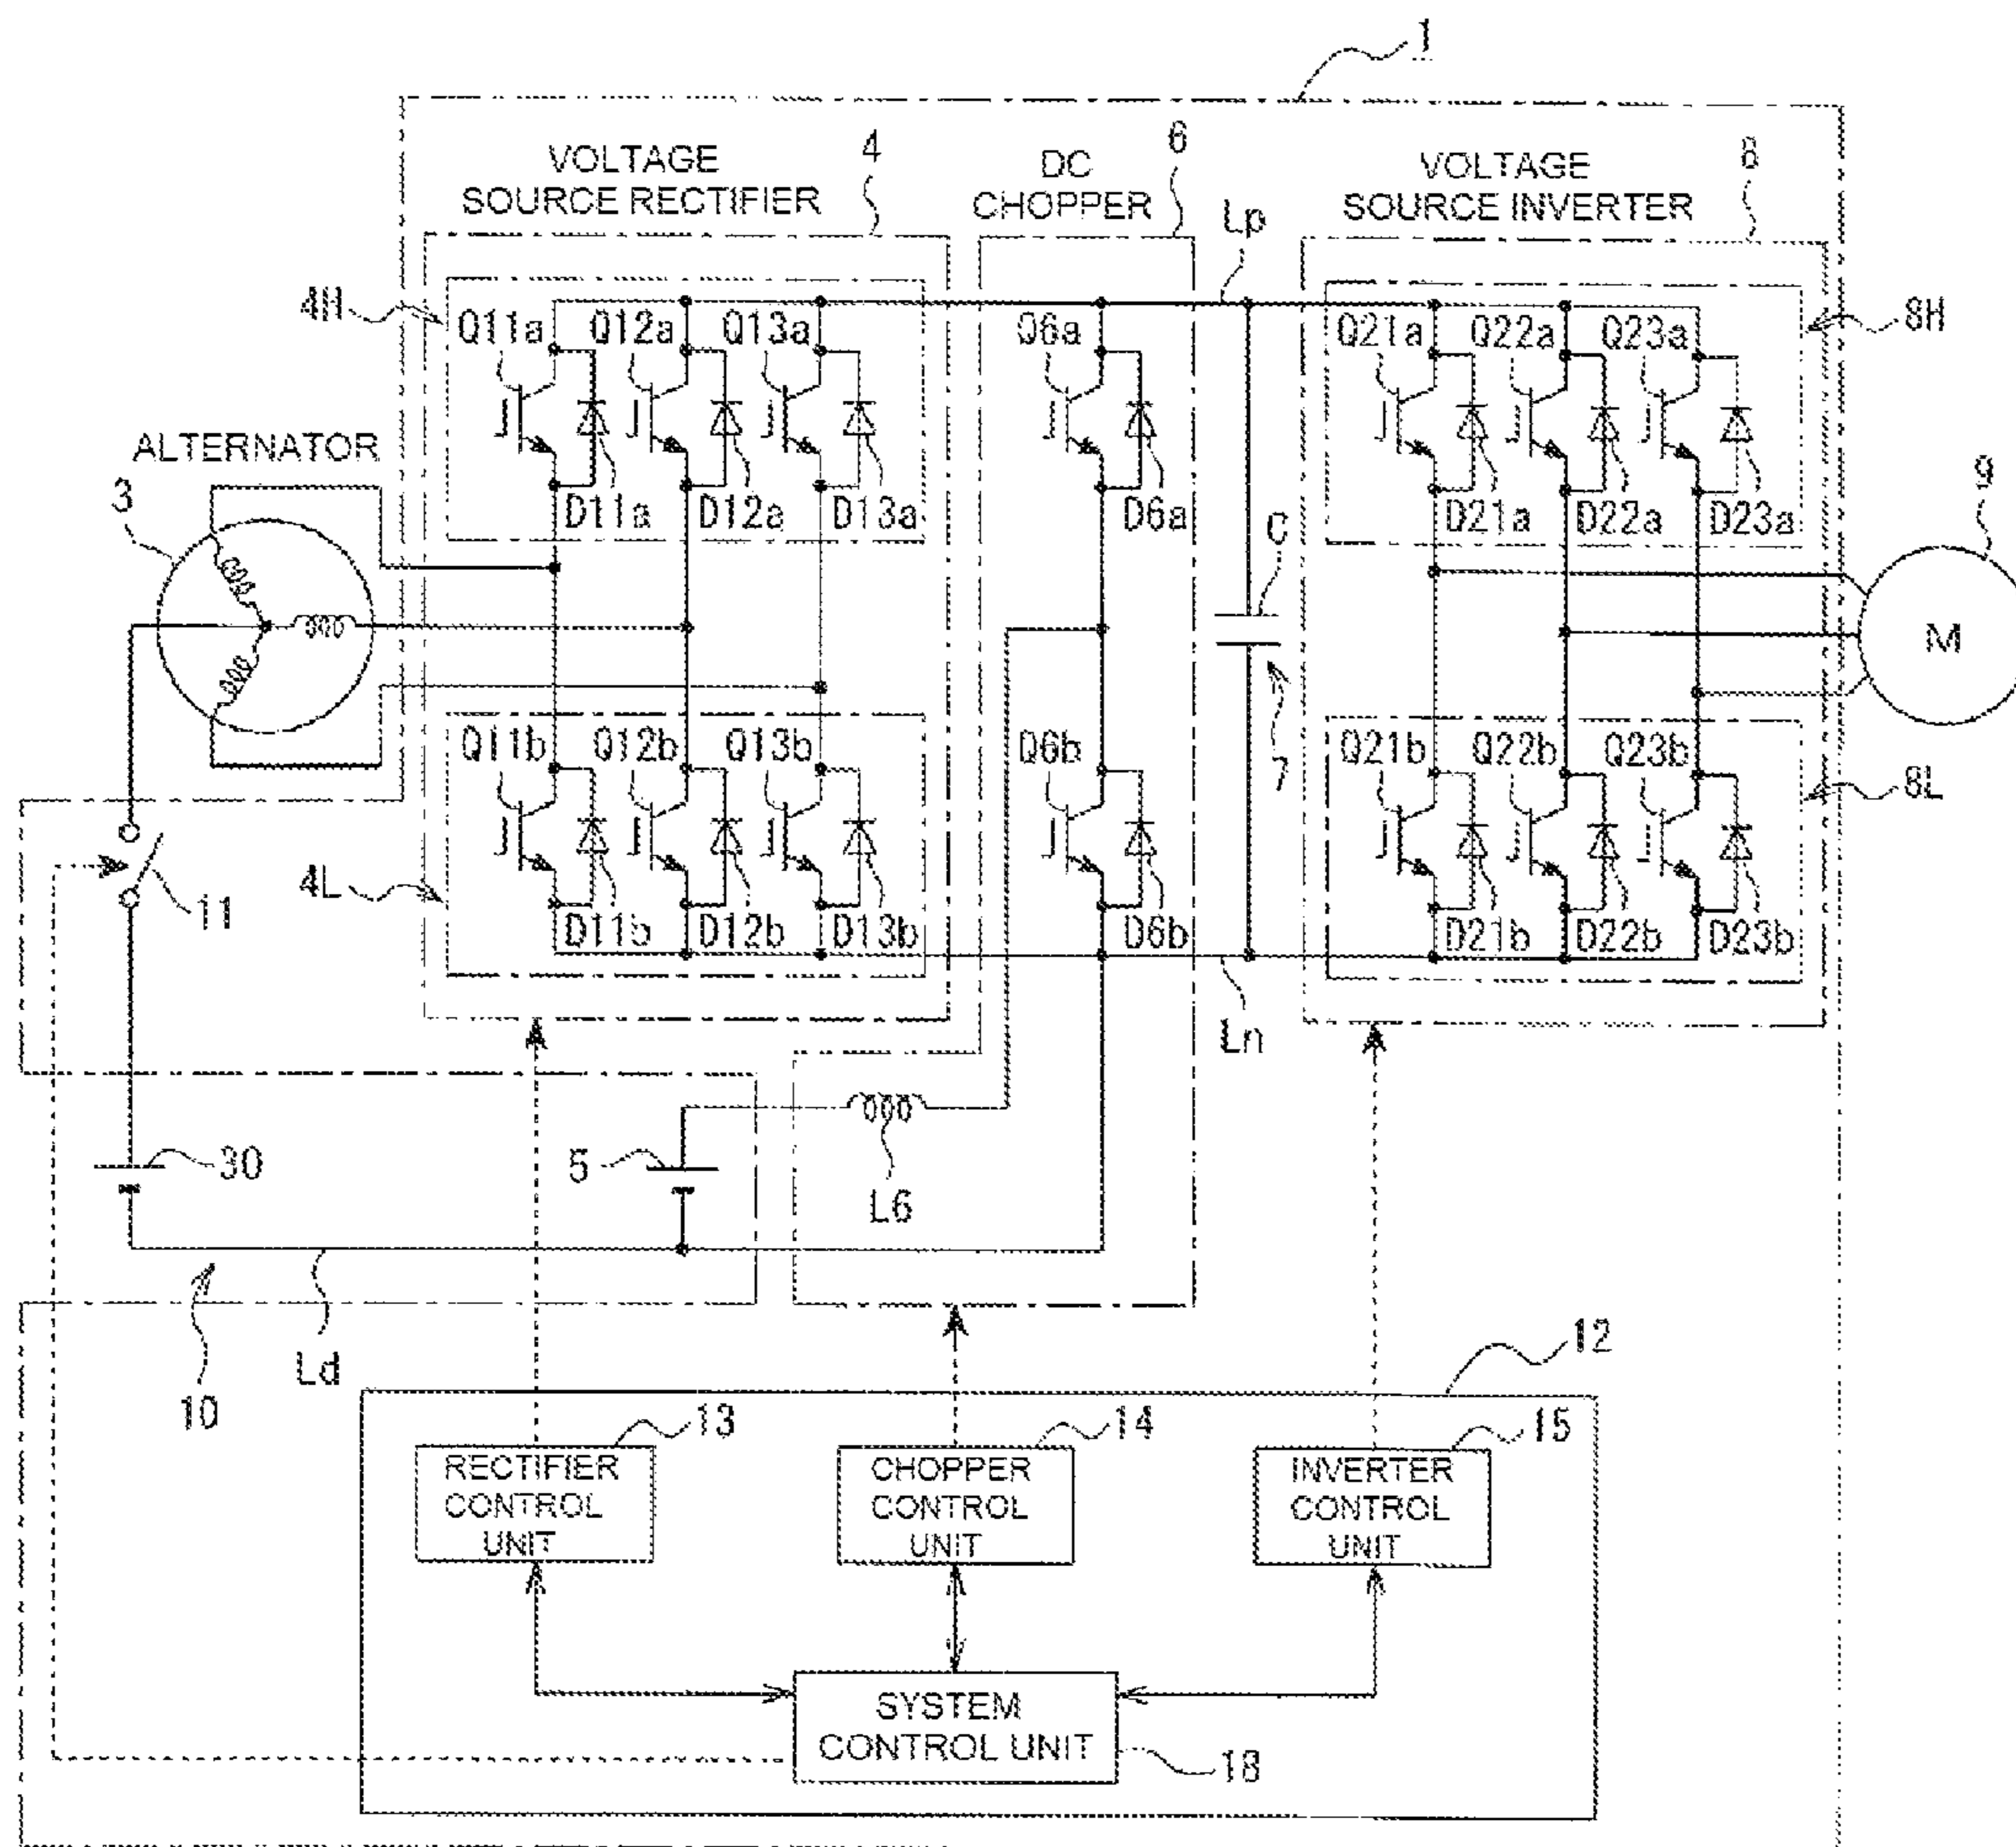 1
VOLTAGE
SOURCE RECTIFIER
4
DC
CHOPPER
6
VOLTAGE
SOURCE INVERTER
8
Lp
4H
Q11a
Q12a
Q13a
Q6a
Q21a
Q22a
Q23a
8H
ALTERNATOR
3
D11a
D12a
D13a
D6a
C
D21a
D22a
D23a
9
M
7
Q11b
Q12b
Q13b
Q6b
Q21b
Q22b
Q23b
8L
11
4L
D11b
D12b
D13b
D6b
D21b
D22b
D23b
Ln
30
5
L6
10
Ld
12
13
RECTIFIER
CONTROL
UNIT
14
CHOPPER
CONTROL
UNIT
15
INVERTER
CONTROL
UNIT
SYSTEM
CONTROL UNIT
18